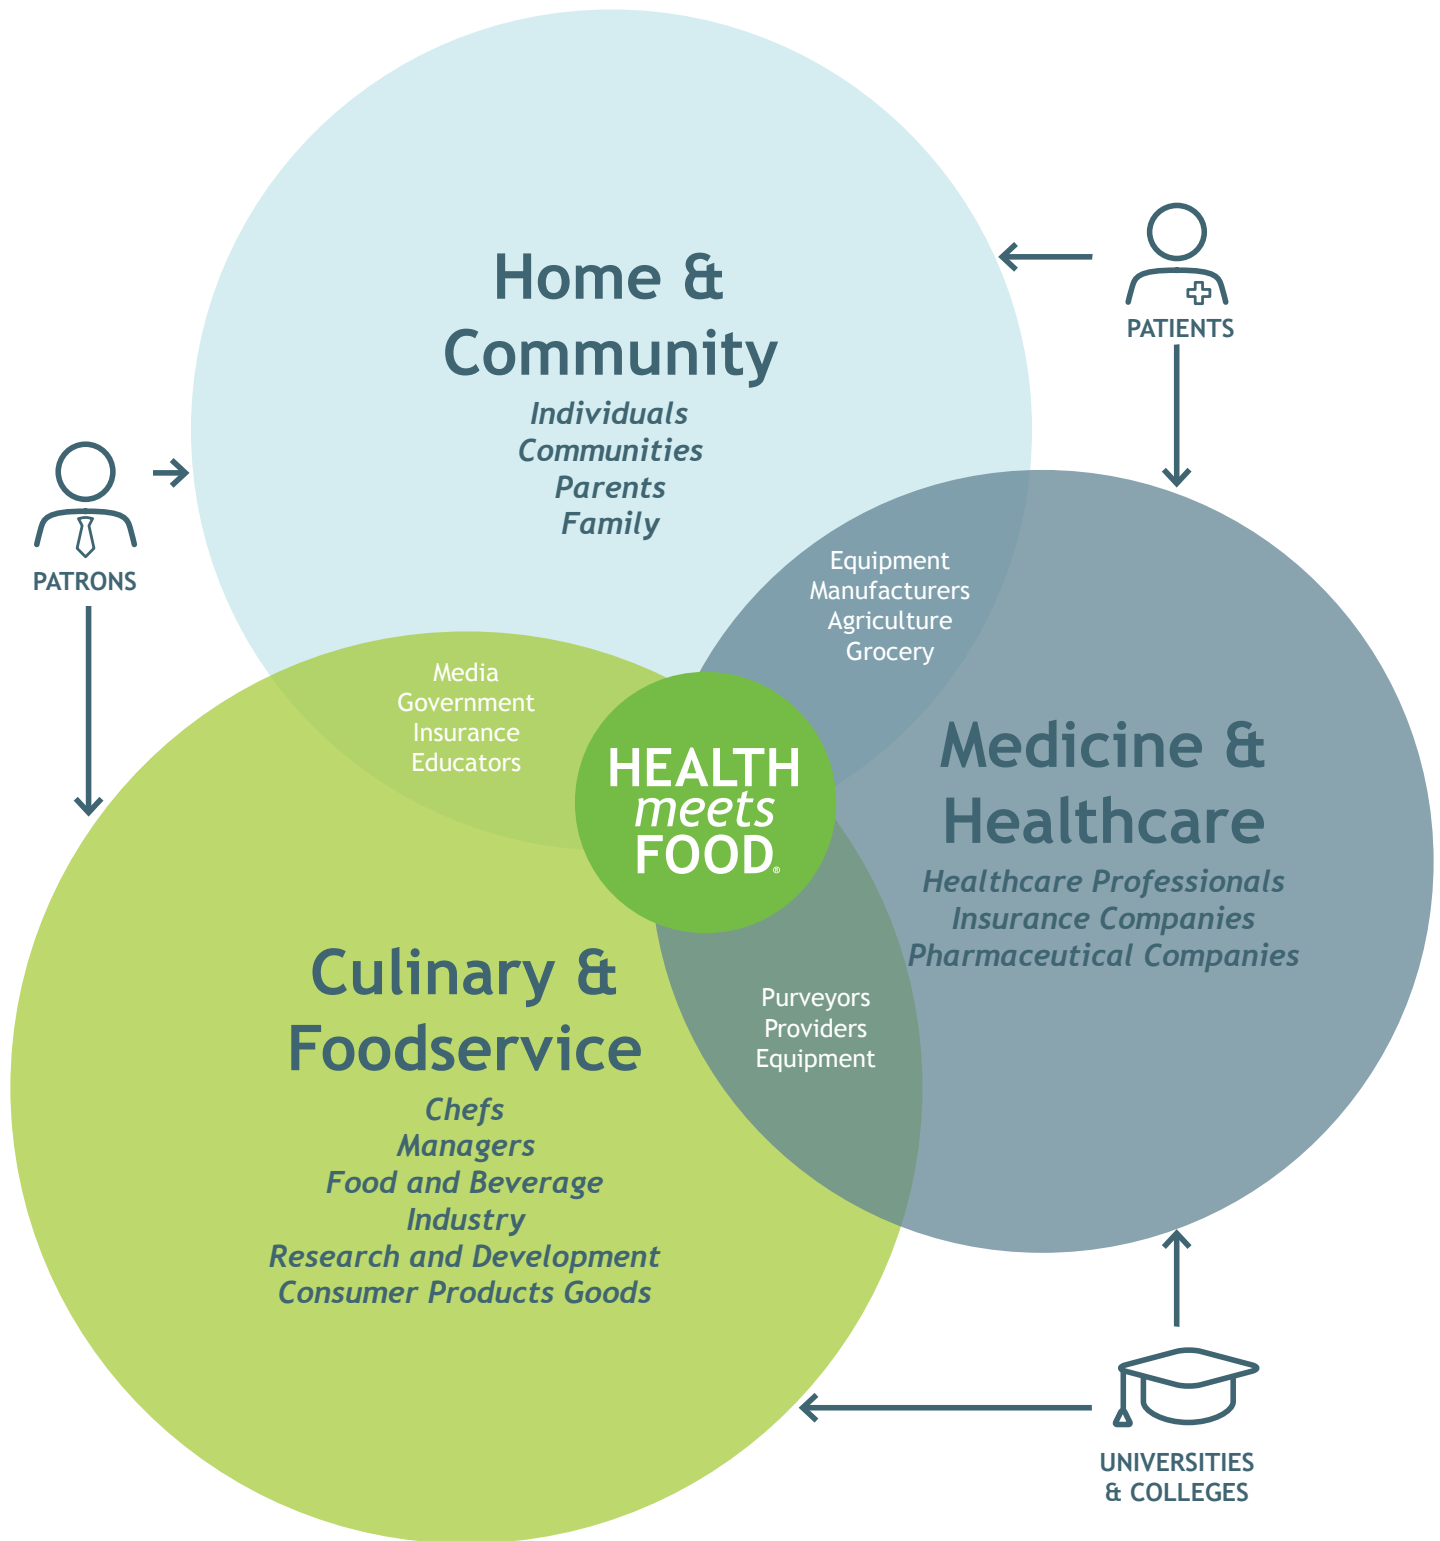 Home &
Community
Individuals
Communities
Parents
Family
PATIENTS
PATRONS
Equipment
Manufacturers
Agriculture
Grocery
Media
Government
Insurance
Educators
HEALTH
meets
FOOD®
Medicine &
Healthcare
Healthcare Professionals
Insurance Companies
Pharmaceutical Companies
Culinary &
Foodservice
Chefs
Managers
Food and Beverage
Industry
Research and Development
Consumer Products Goods
Purveyors
Providers
Equipment
UNIVERSITIES
& COLLEGES